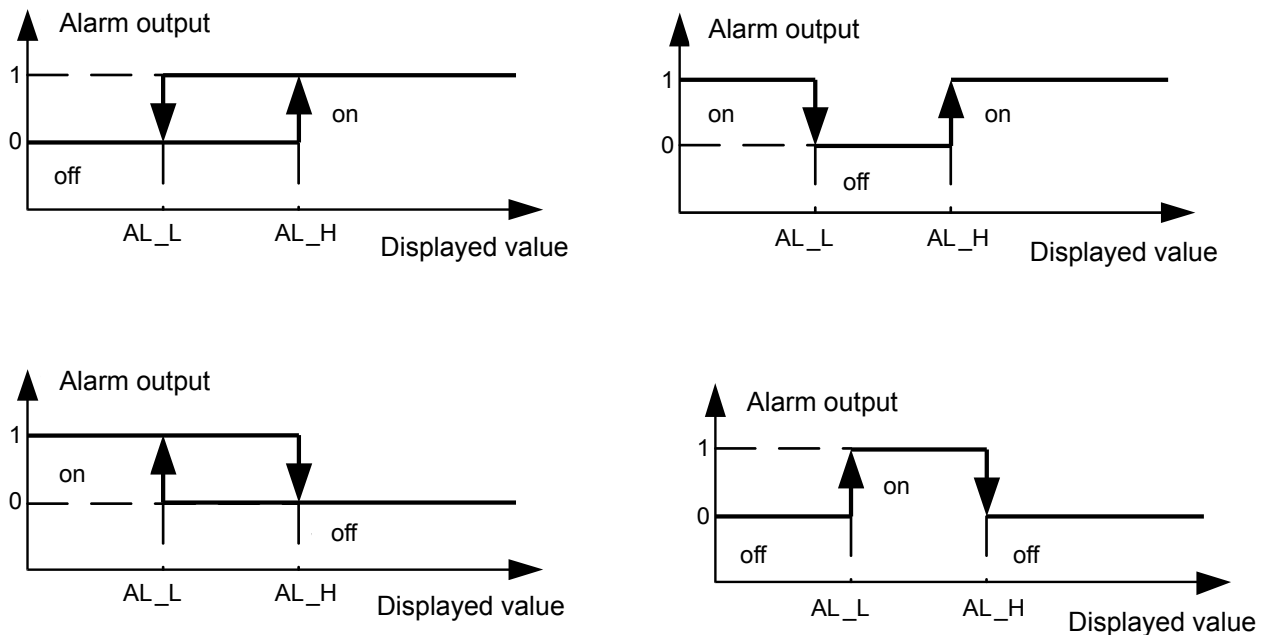 Alarm output
1
on
0
off
AL_L
AL_H
Displayed value
Alarm output
1
on
on
0
off
AL_L
AL_H
Displayed value
Alarm output
1
on
0
off
AL_L
AL_H
Displayed value
Alarm output
1
on
0
off
off
AL_L
AL_H
Displayed value